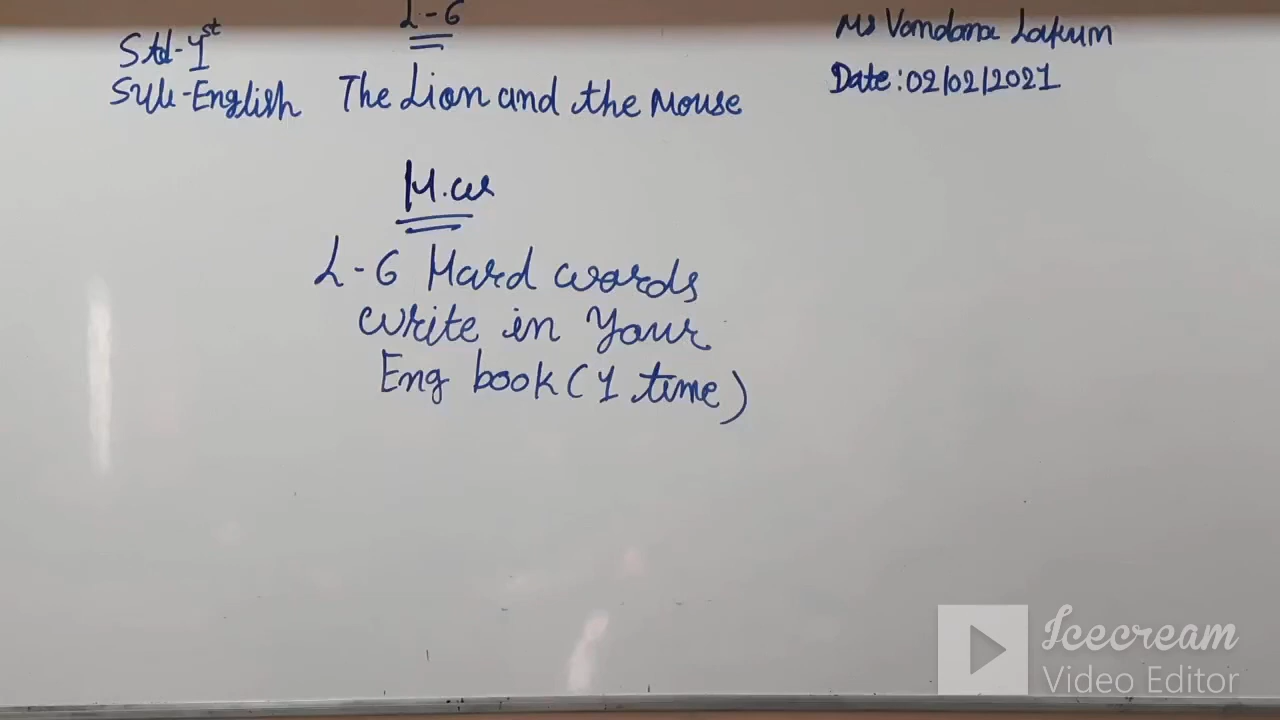 L-6
Std-1st
Sub-English
The Lion and the Mouse
Ms Vandana Lakum
Date:02/02/2021
H.w
L-6 Hard words
write in your
Eng book (1 time)
Icecream
Video Editor